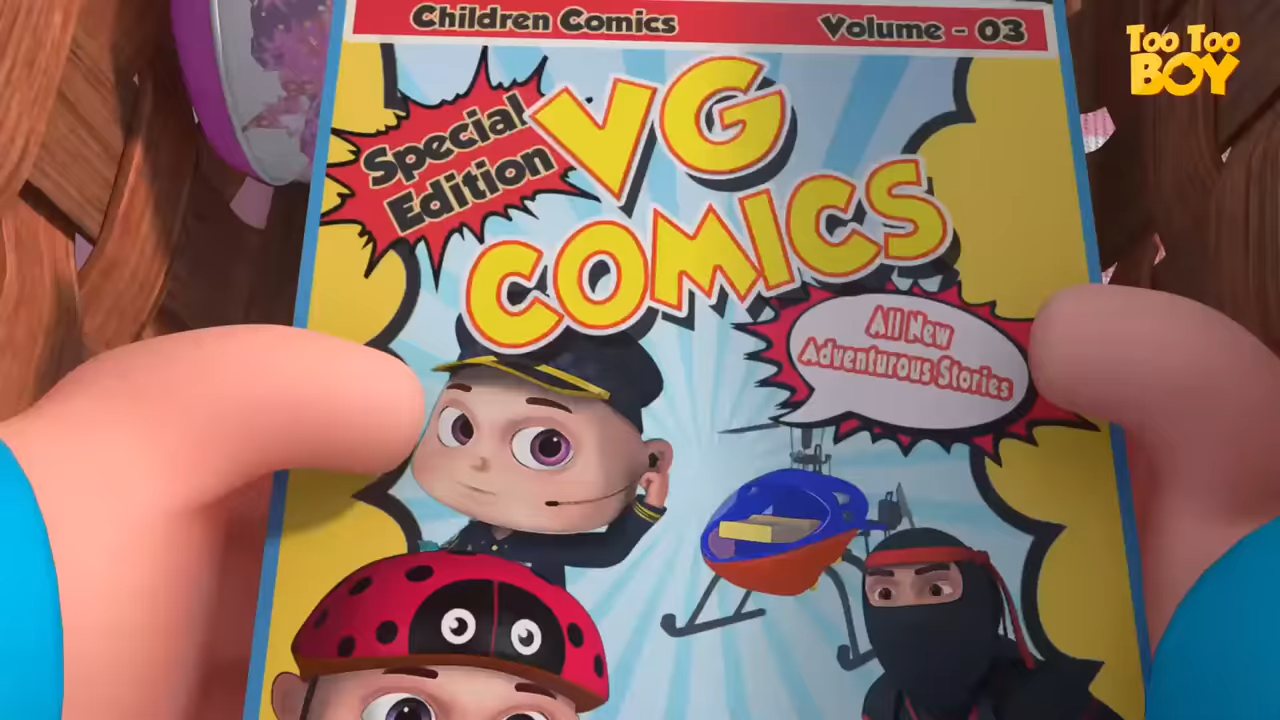 Children Comics
Volume - 03
Too Too
BOY
Special
Edition
VG
COMICS
All New
Adventurous Stories